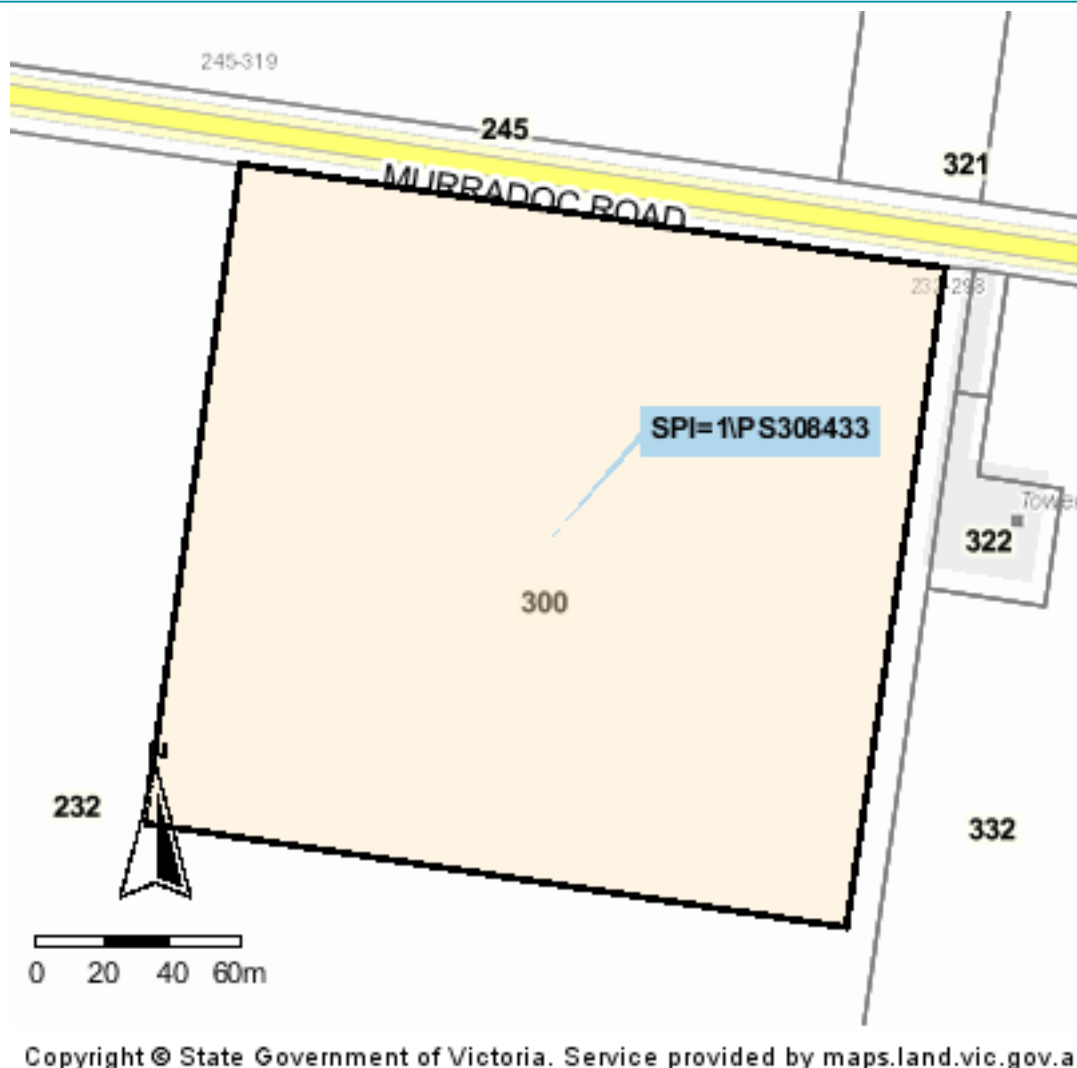 245-319
245
321
MURRADOC ROAD
232-298
SPI=1\PS308433
Tower
322
300
232
332
0 20 40 60m
Copyright © State Government of Victoria. Service provided by maps.land.vic.gov.a